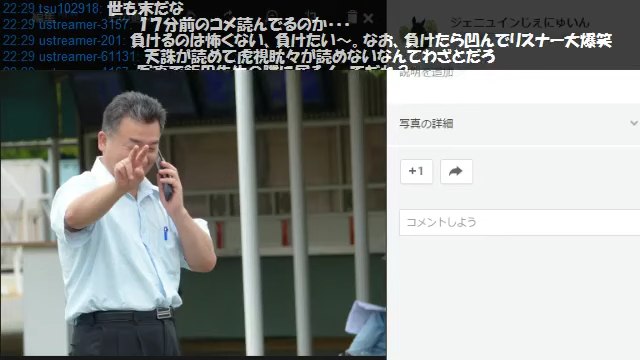 22:29 tsu102918: 世も末だな
22:29 ustreamer-3157: １７分前のコメ読んでるのか・・・
22:29 ustreamer-201: 負けるのは怖くない、負けたい～。なお、負けたら凹んでリスナー大爆笑
22:29 ustreamer-61131: 天誅が読めて虎視眈々が読めないなんてわざとだろ
ジェニュインじぇにゅいん
説明を追加
写真の詳細
+1
コメントしよう